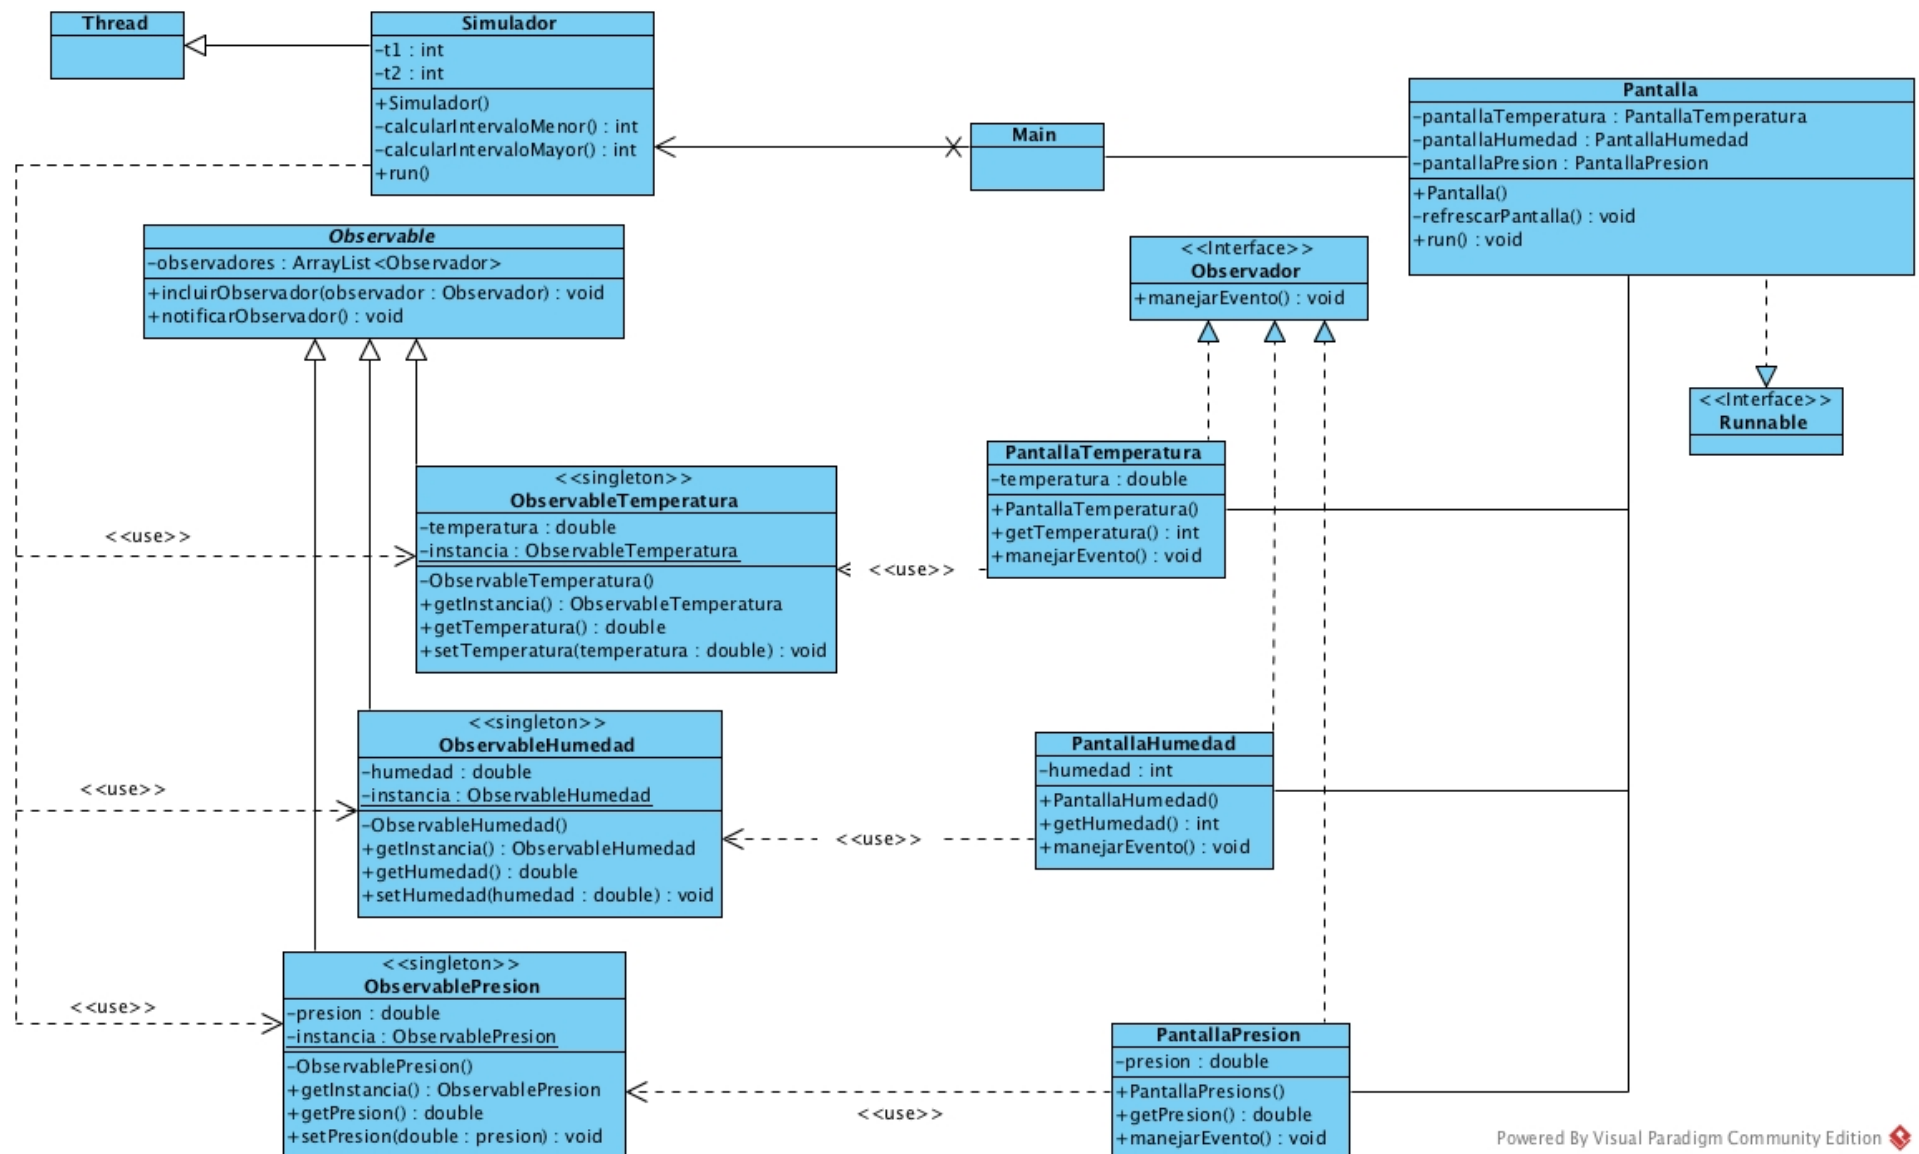 Thread
Simulador
-t1 : int
-t2 : int
+Simulador()
-calcularIntervaloMenor() : int
-calcularIntervaloMayor() : int
+run()
Main
Pantalla
-pantallaTemperatura : PantallaTemperatura
-pantallaHumedad : PantallaHumedad
-pantallaPresion : PantallaPresion
+Pantalla()
-refrescarPantalla() : void
+run() : void
Observable
-observadores : ArrayList<Observador>
+incluirObservador(observador : Observador) : void
+notificarObservador() : void
<<Interface>>
Observador
+manejarEvento() : void
<<Interface>>
Runnable
<<singleton>>
ObservableTemperatura
-temperatura : double
-instancia : ObservableTemperatura
-ObservableTemperatura()
+getInstancia() : ObservableTemperatura
+getTemperatura() : double
+setTemperatura(temperatura : double) : void
<<use>>
<<use>>
PantallaTemperatura
-temperatura : double
+PantallaTemperatura()
+getTemperatura() : int
+manejarEvento() : void
<<singleton>>
ObservableHumedad
-humedad : double
-instancia : ObservableHumedad
-ObservableHumedad()
+getInstancia() : ObservableHumedad
+getHumedad() : double
+setHumedad(humedad : double) : void
<<use>>
<<use>>
PantallaHumedad
-humedad : int
+PantallaHumedad()
+getHumedad() : int
+manejarEvento() : void
<<singleton>>
ObservablePresion
-presion : double
-instancia : ObservablePresion
-ObservablePresion()
+getInstancia() : ObservablePresion
+getPresion() : double
+setPresion(double : presion) : void
<<use>>
<<use>>
PantallaPresion
-presion : double
+PantallaPresions()
+getPresion() : double
+manejarEvento() : void
Powered By Visual Paradigm Community Edition